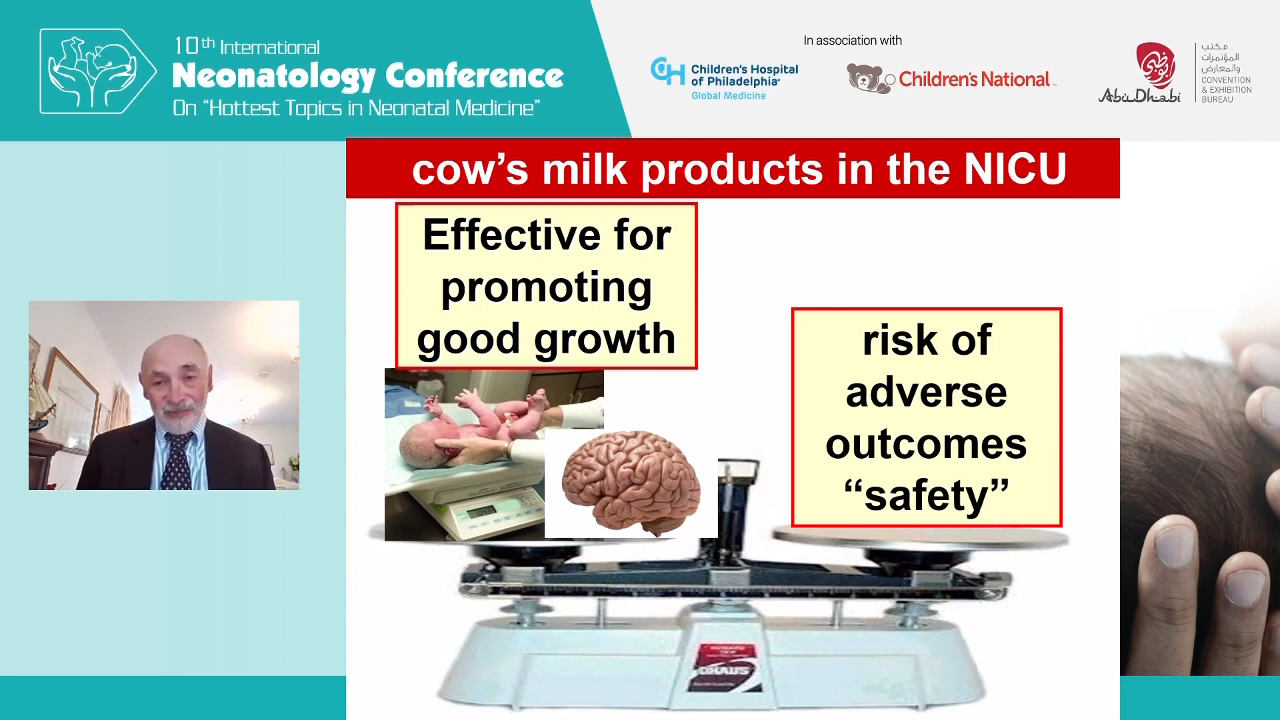 10th International
Neonatology Conference
On “Hottest Topics in Neonatal Medicine”
In association with
Children's Hospital
of Philadelphia
Global Medicine
Children's National
Abu Dhabi
أبوظبي
مكتب
المؤتمرات
والمعارض
CONVENTION
& EXHIBITION
BUREAU
cow’s milk products in the NICU
Effective for
promoting
good growth
risk of
adverse
outcomes
“safety”
OHAUS